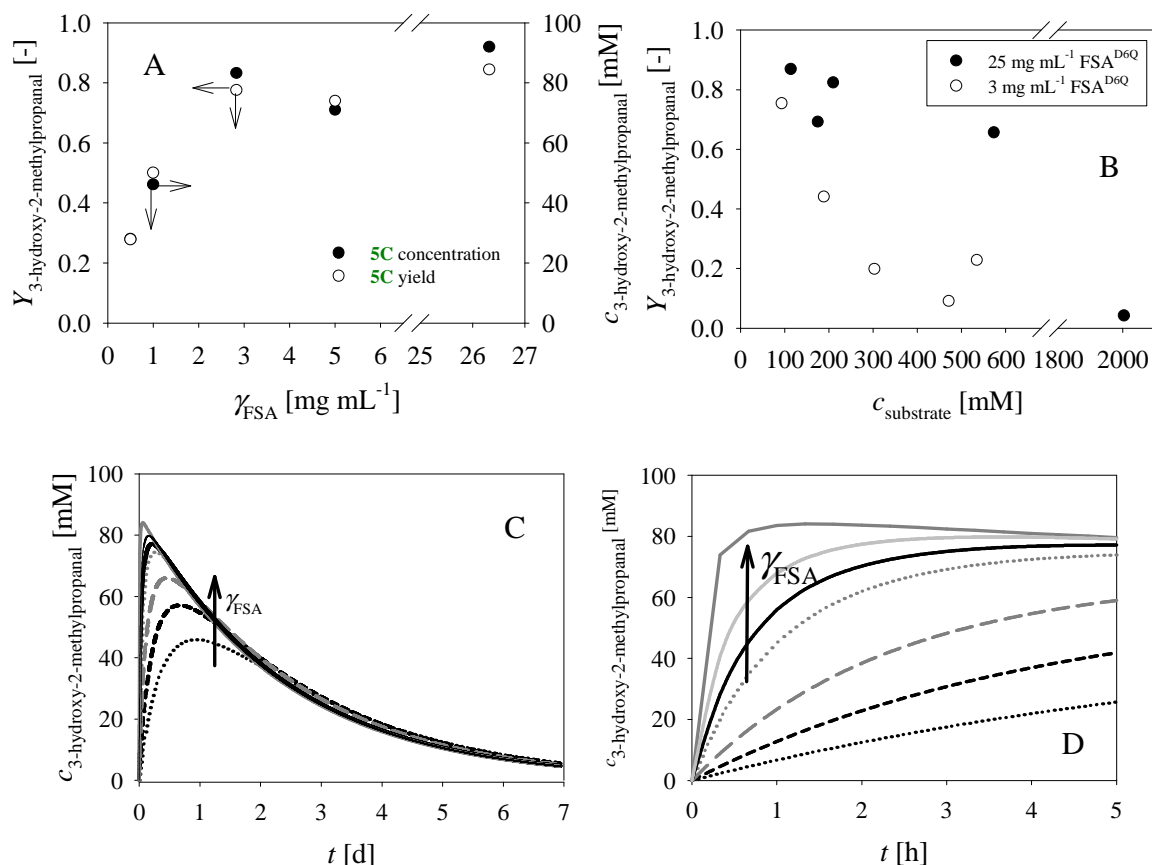 A
Y 3-hydroxy-2-methylpropanal [-]
1.0
0.8
0.6
0.4
0.2
0.0
100
80
60
40
20
0
c 3-hydroxy-2-methylpropanal [mM]
5C concentration
5C yield
0 1 2 3 4 5 6 25 26 27
γFSA [mg mL-1]
B
Y 3-hydroxy-2-methylpropanal [-]
1.0
0.8
0.6
0.4
0.2
0.0
25 mg mL-1 FSAD6Q
3 mg mL-1 FSAD6Q
0 100 200 300 400 500 600 1800 2000
c substrate [mM]
C
c 3-hydroxy-2-methylpropanal [mM]
100
80
60
40
20
0
γFSA
0 1 2 3 4 5 6 7
t [d]
D
c 3-hydroxy-2-methylpropanal [mM]
100
80
60
40
20
0
γFSA
0 1 2 3 4 5
t [h]